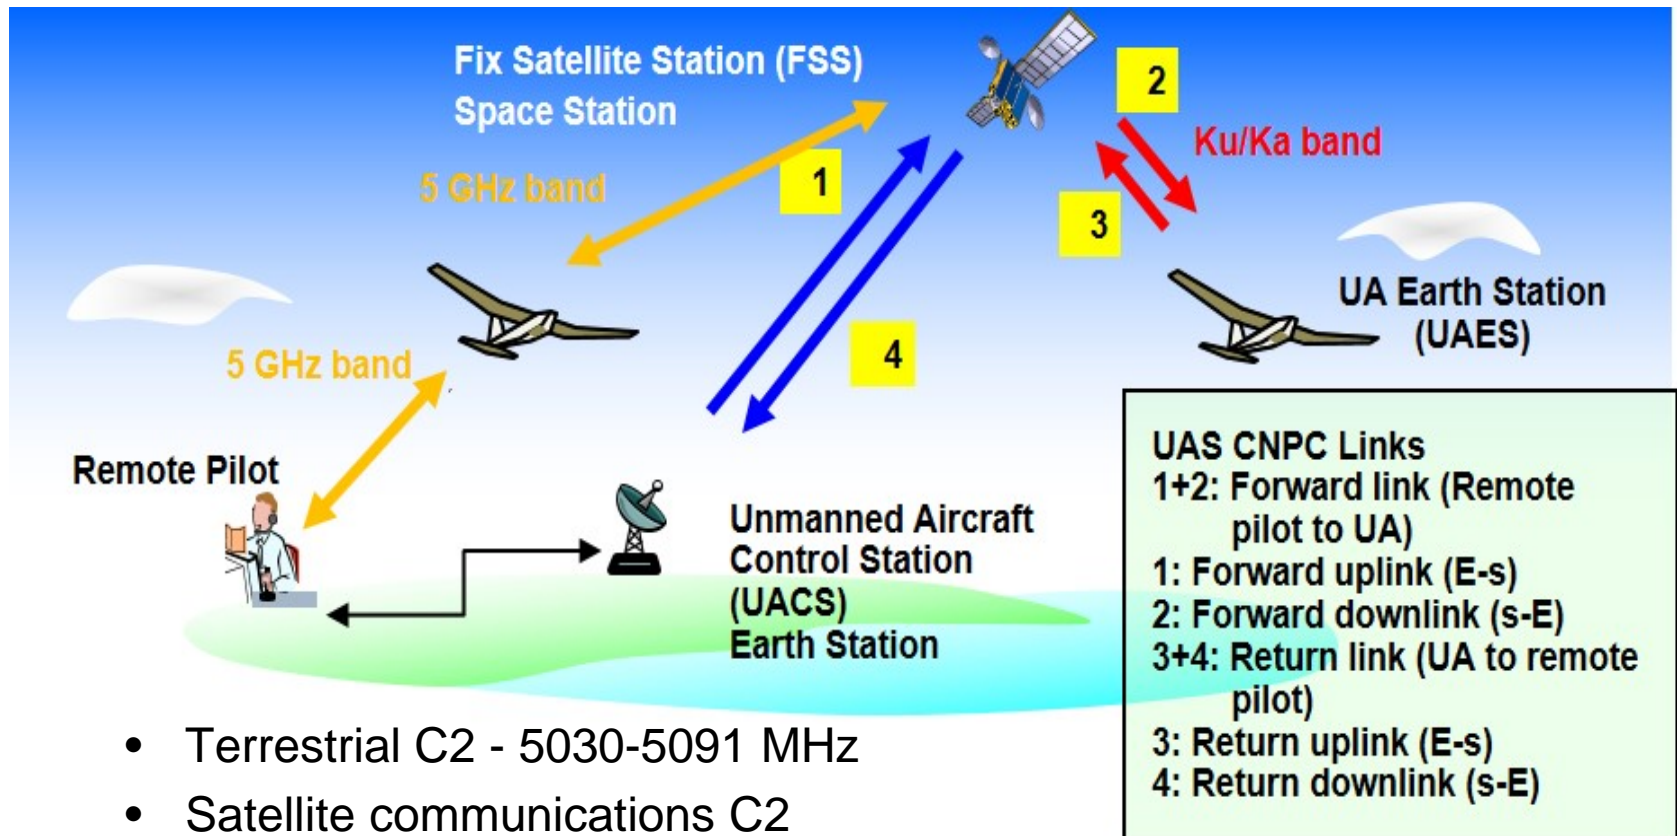 Fix Satellite Station (FSS)
Space Station
2
Ku/Ka band
5 GHz band
1
3
UA Earth Station
(UAES)
5 GHz band
4
Remote Pilot
Unmanned Aircraft
Control Station
(UACS)
Earth Station
UAS CNPC Links
1+2: Forward link (Remote
pilot to UA)
1: Forward uplink (E-s)
2: Forward downlink (s-E)
3+4: Return link (UA to remote
pilot)
3: Return uplink (E-s)
4: Return downlink (s-E)
• Terrestrial C2 - 5030-5091 MHz
• Satellite communications C2